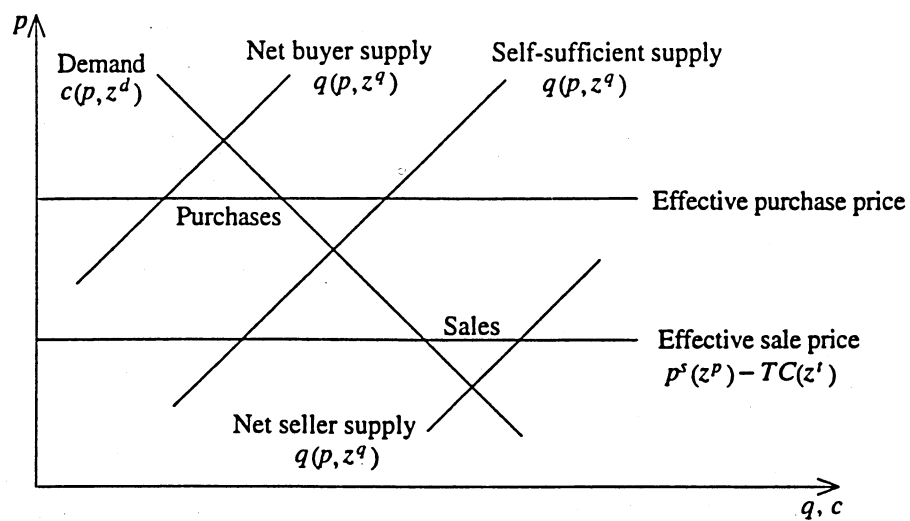 p
Demand
c(p, z^d)
Net buyer supply
q(p, z^q)
Self-sufficient supply
q(p, z^q)
Purchases
Effective purchase price
Sales
Effective sale price
p^s(z^p) – TC(z^t)
Net seller supply
q(p, z^q)
q, c